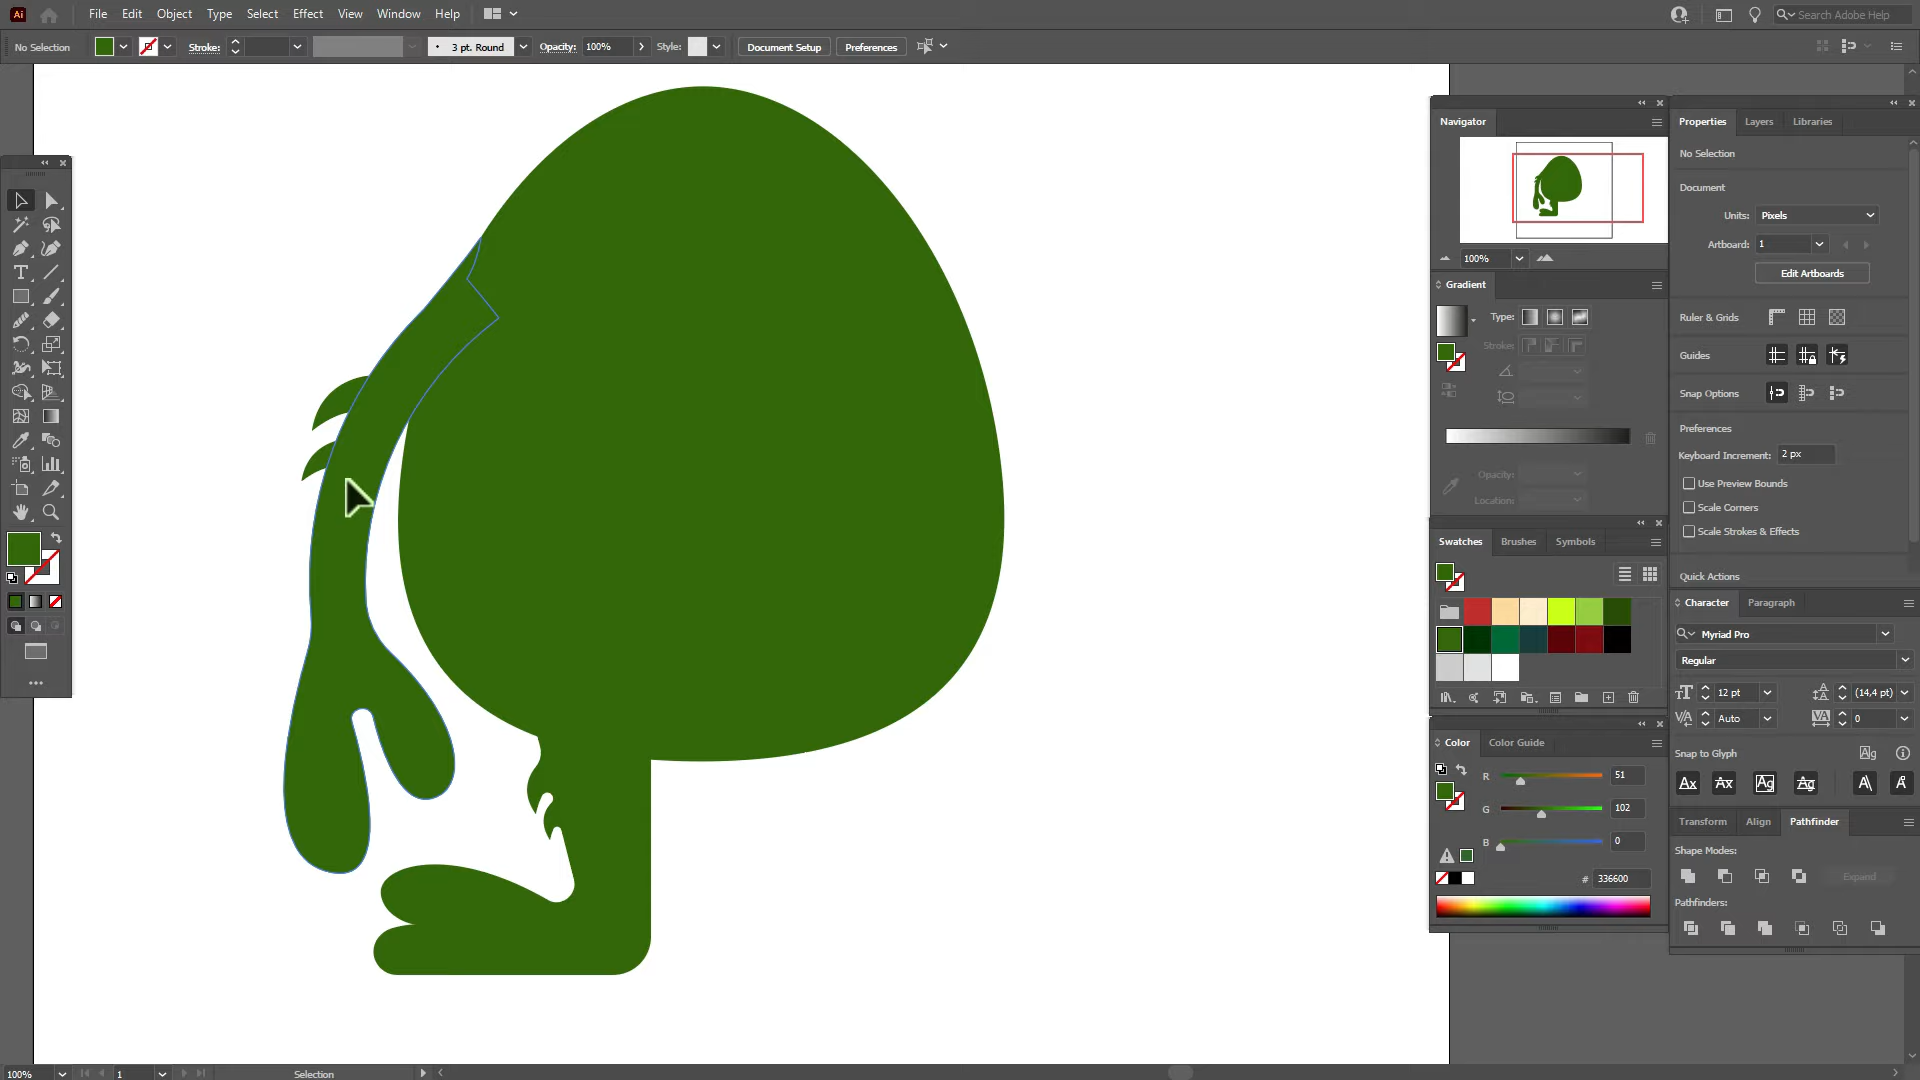 Ai File Edit Object Type Select Effect View Window Help Search Adobe Help
No Selection Stroke: 3 pt. Round Opacity: 100% Style: Document Setup Preferences
Navigator
Properties Layers Libraries
No Selection
Document
Units: Pixels
Artboard: 1
100%
Edit Artboards
Gradient
Type:
Ruler & Grids
Stroke:
Guides
Snap Options
Preferences
Keyboard Increment: 2 px
Opacity:
Use Preview Bounds
Location:
Scale Corners
Scale Strokes & Effects
Swatches Brushes Symbols
Quick Actions
Character Paragraph
Myriad Pro
Regular
12 pt (14,4 pt)
Auto 0
Color Color Guide
Snap to Glyph
R 51
G 102
B 0
# 336600
Transform Align Pathfinder
Shape Modes:
Expand
Pathfinders:
100% 1 Selection